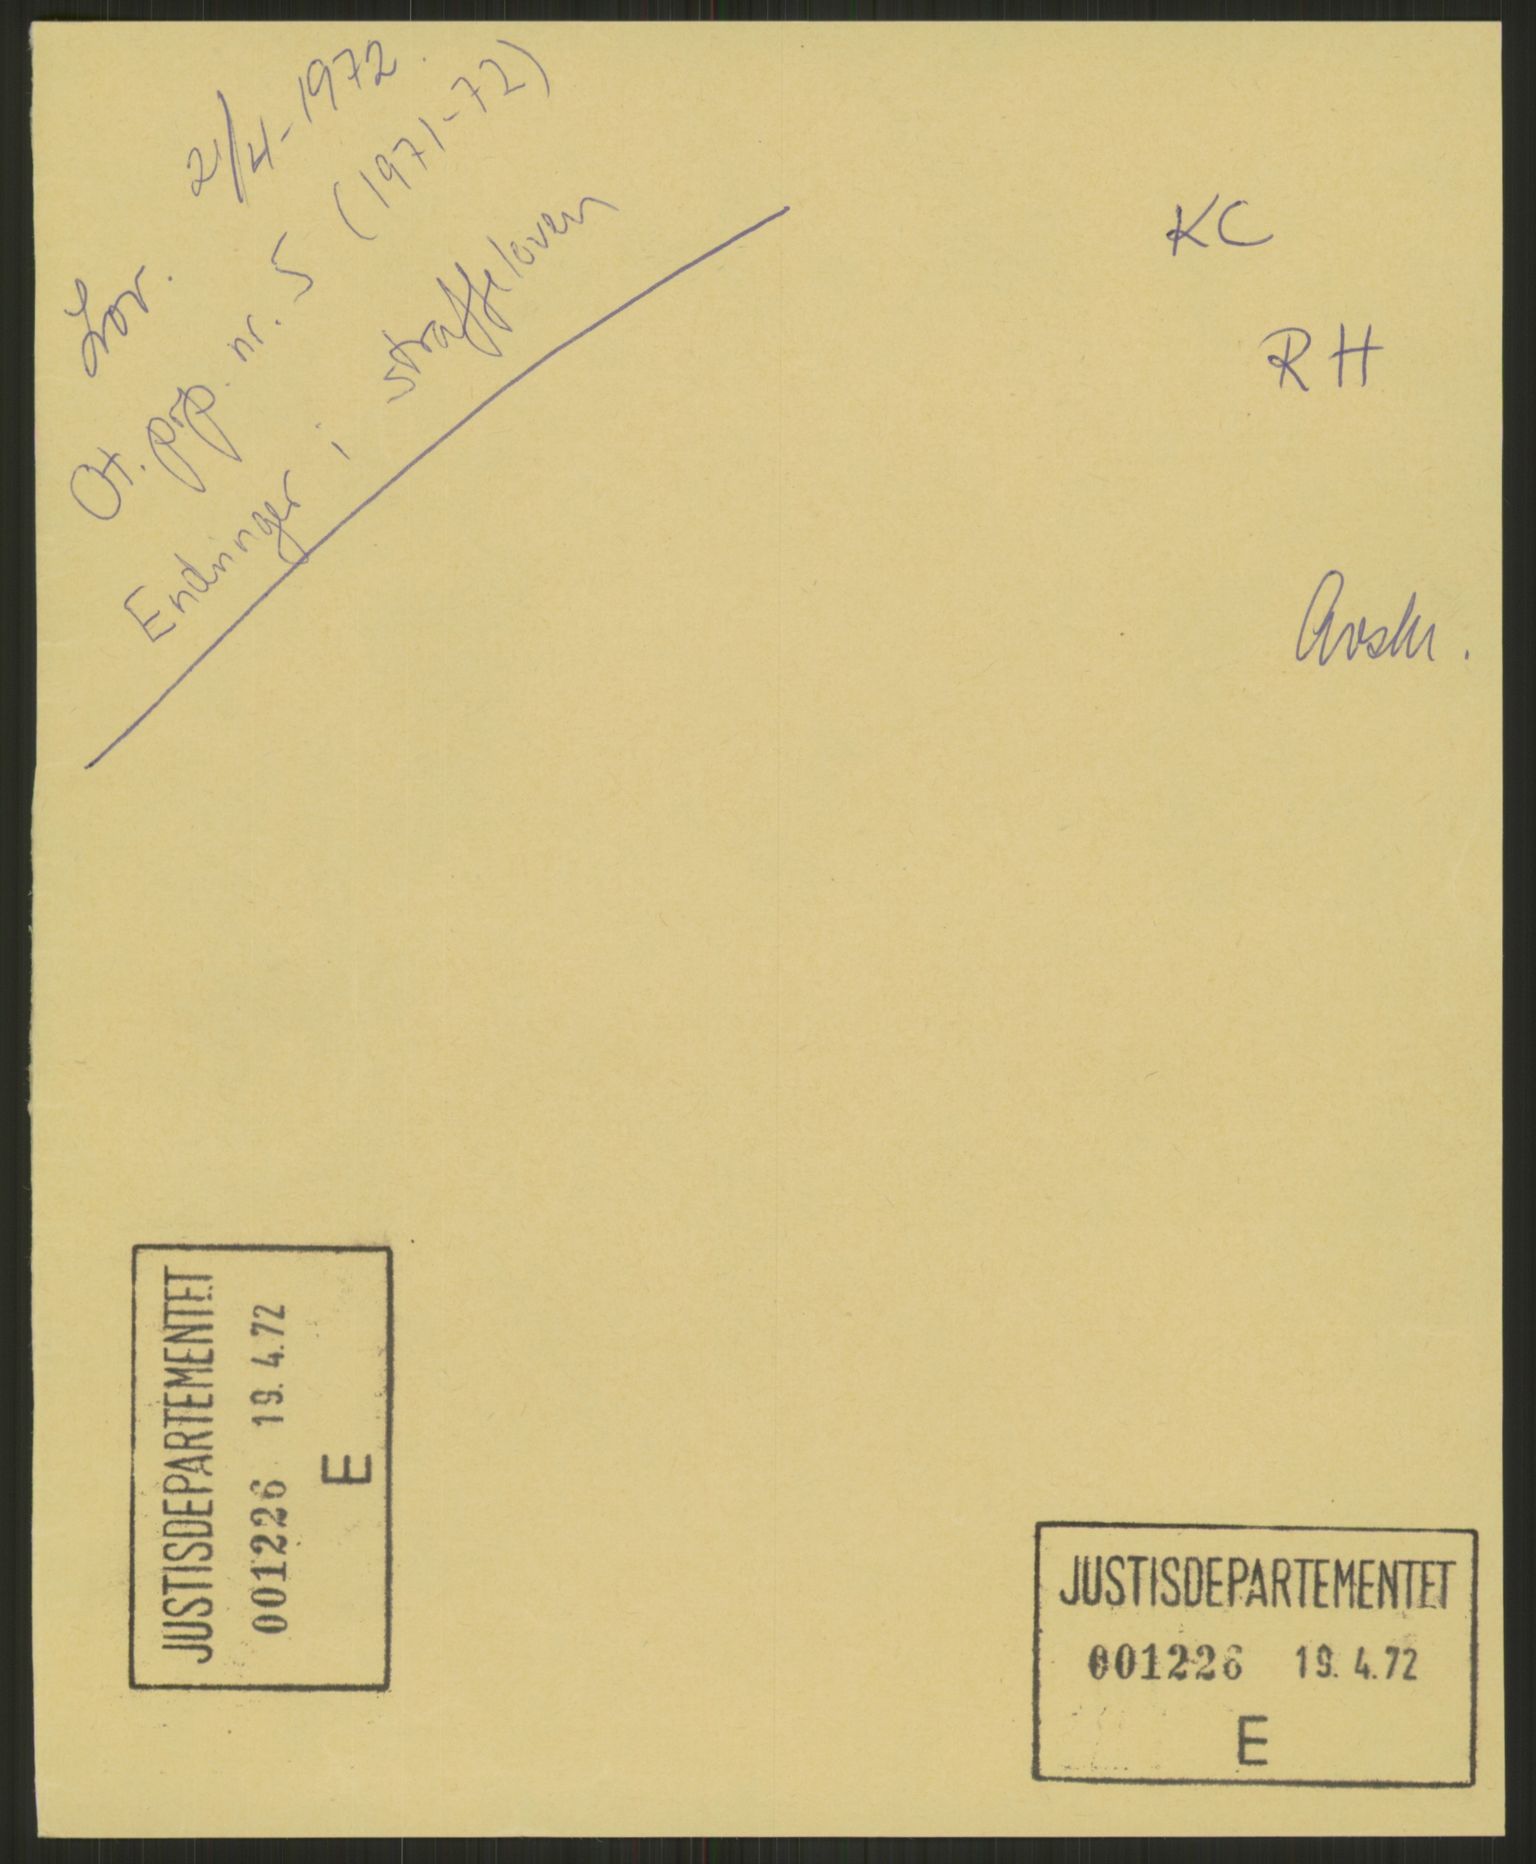 Lov. 21/4-1972.
Ot. prp. nr. 5 (1971-72)
Endringer i straffeloven
KC
RH
Avskr.
JUSTISDEPARTEMENTET
001226 19. 4.72
E
JUSTISDEPARTEMENTET
001226 19. 4.72
E